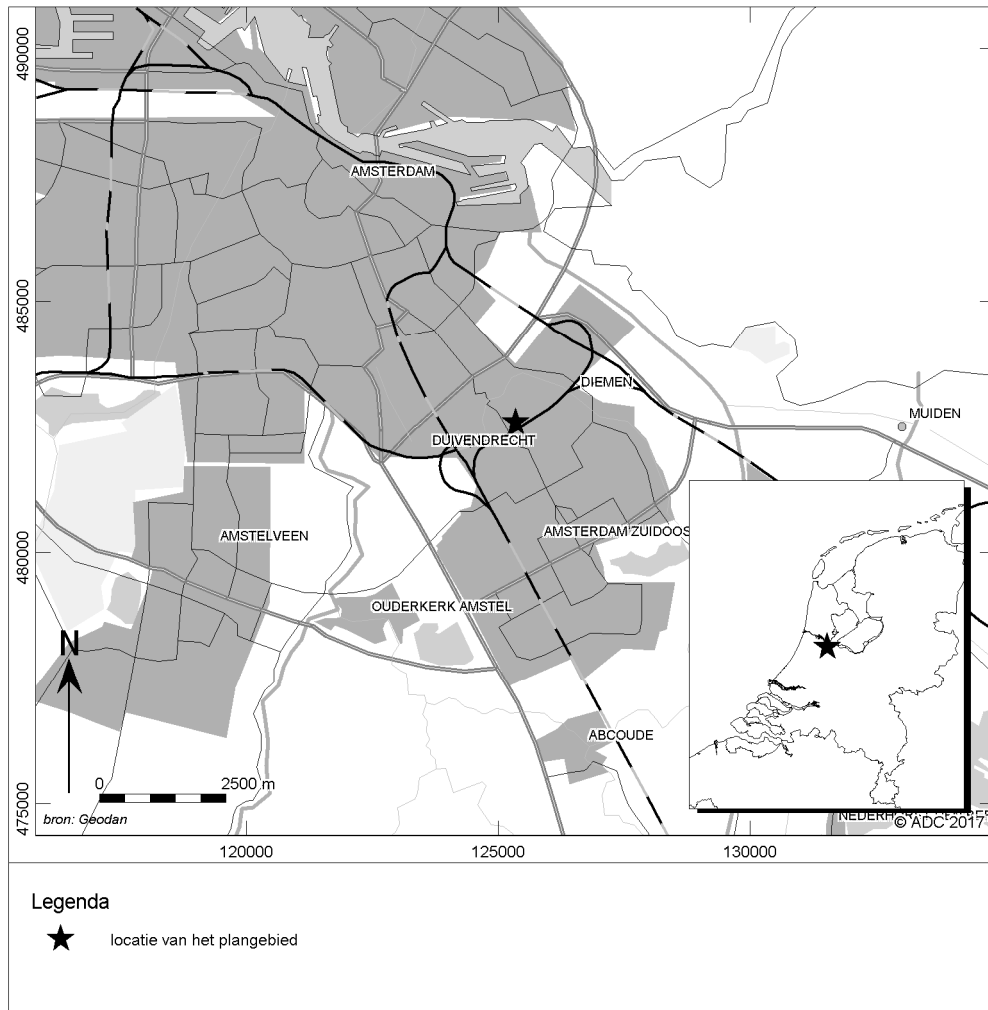 490000
485000
480000
475000
AMSTERDAM
DIEMEN
MUIDEN
DUIVENDRECHT
AMSTELVEEN
AMSTERDAM ZUIDOOS
OUDERKERK AMSTEL
N
ABCOUDE
0 2500 m
bron: Geodan
© ADC 2017
120000 125000 130000
Legenda
locatie van het plangebied